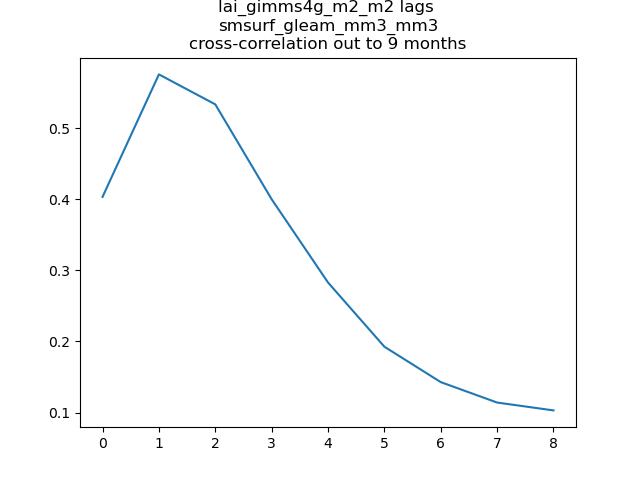 lai_gimms4g_m2_m2 lags
smsurf_gleam_mm3_mm3
cross-correlation out to 9 months
0.5
0.4
0.3
0.2
0.1
0 1 2 3 4 5 6 7 8